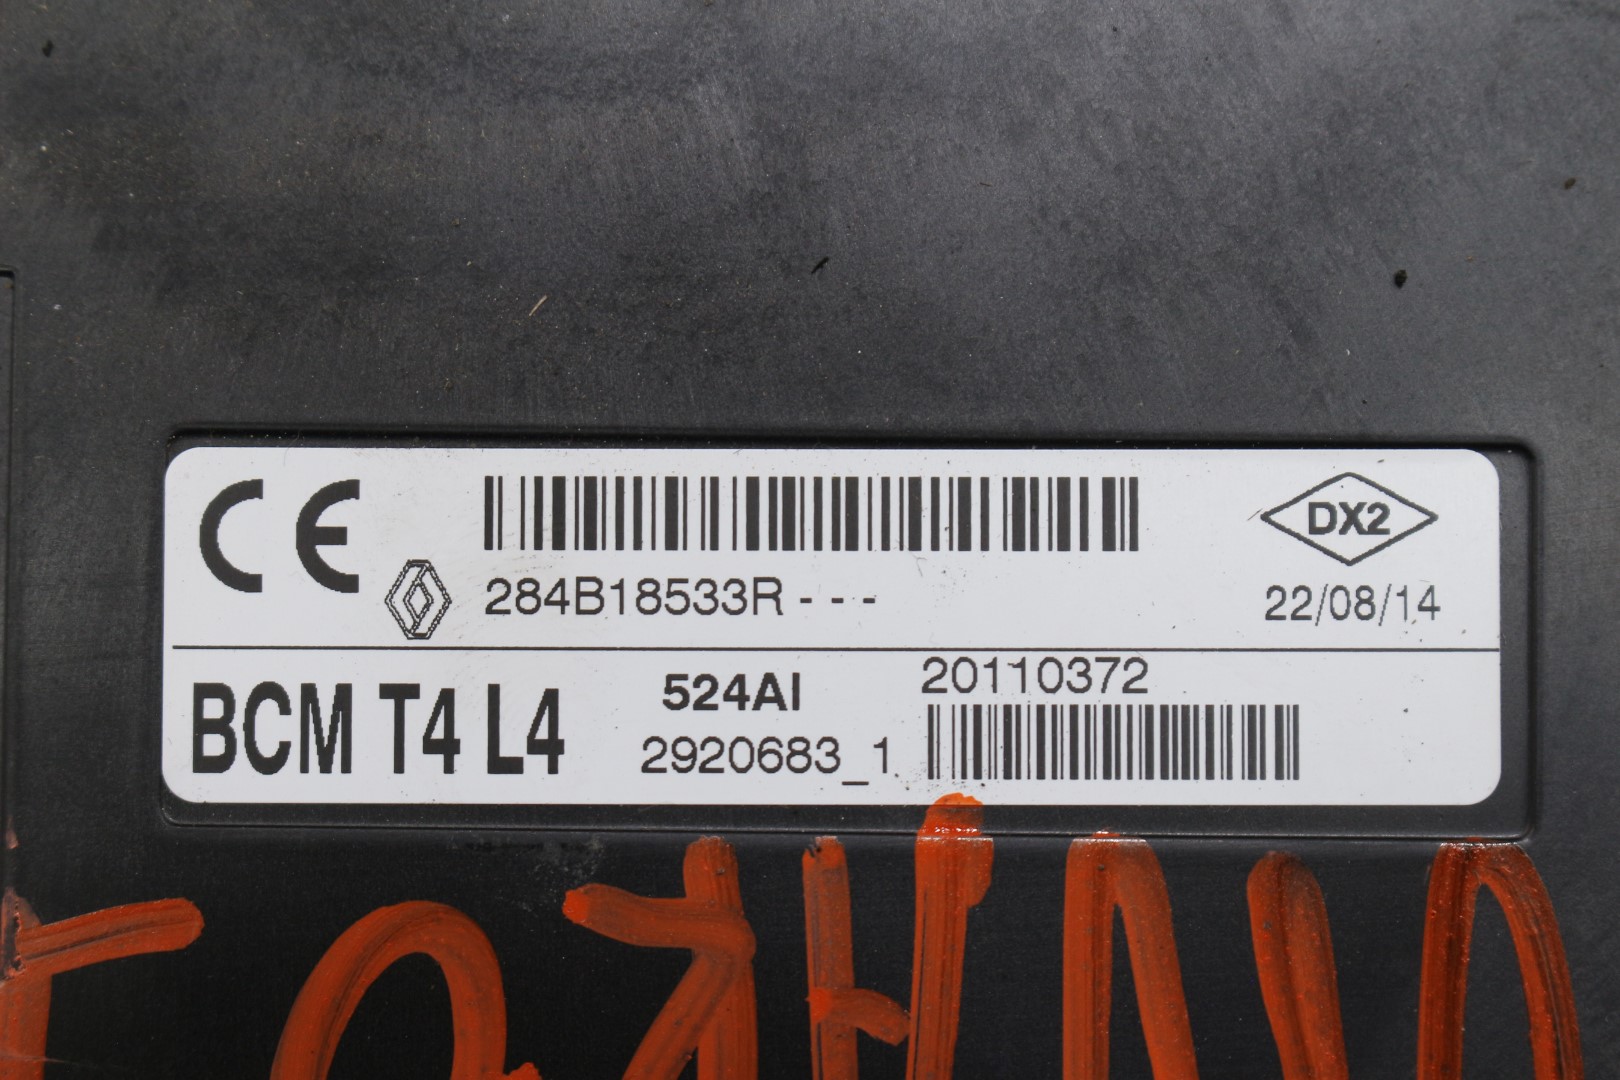 CE
284B18533R - - -
DX2
22/08/14
BCM T4 L4
524AI
2920683_1
20110372